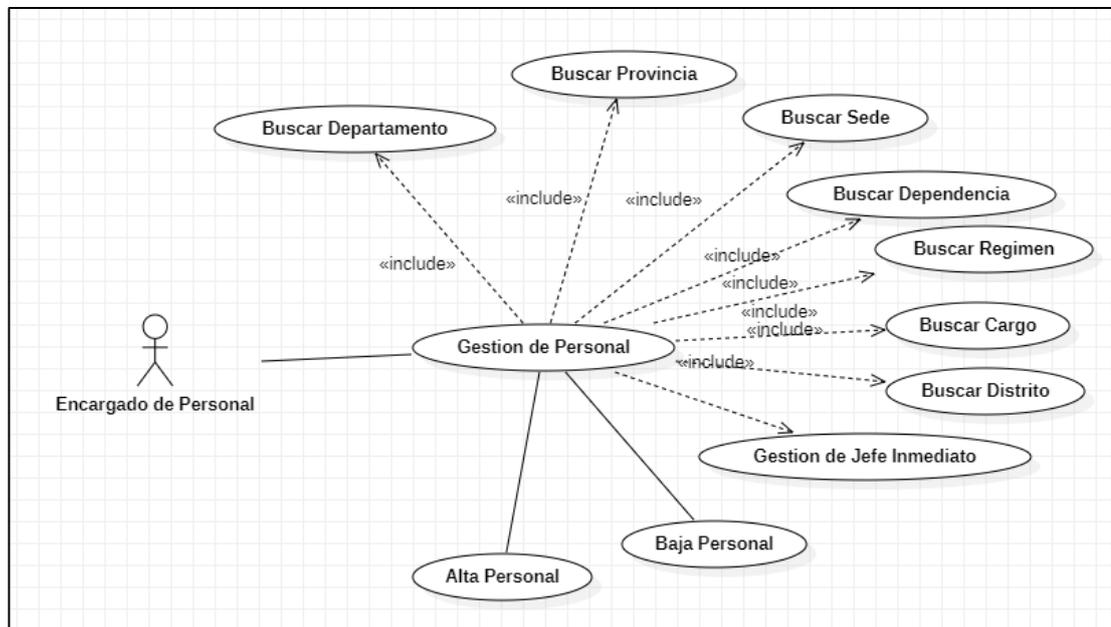 Buscar Provincia
Buscar Sede
Buscar Departamento
Buscar Dependencia
«include»
«include»
Buscar Regimen
«include»
«include»
«include»
«include»
Buscar Cargo
«include»
Gestion de Personal
«include»
Buscar Distrito
Encargado de Personal
Gestion de Jefe Inmediato
Baja Personal
Alta Personal